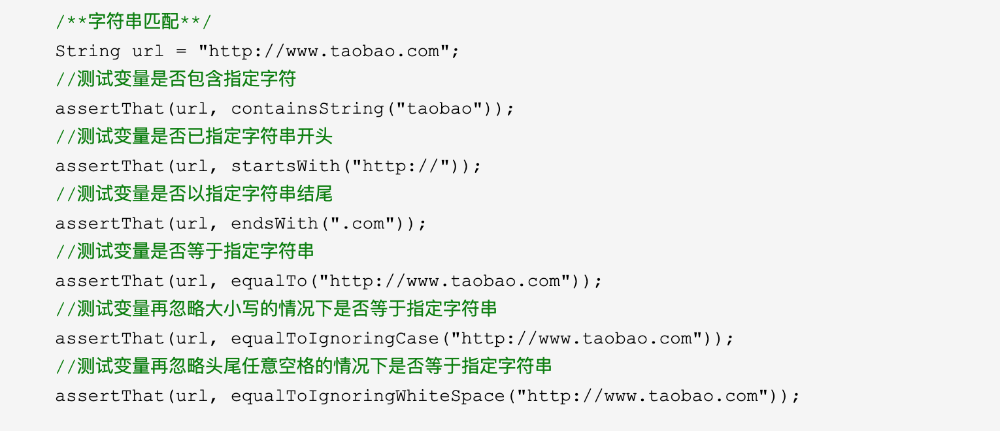 /**字符串匹配**/
String url = "http://www.taobao.com";
//测试变量是否包含指定字符
assertThat(url, containsString("taobao"));
//测试变量是否已指定字符串开头
assertThat(url, startsWith("http://"));
//测试变量是否以指定字符串结尾
assertThat(url, endsWith(".com"));
//测试变量是否等于指定字符串
assertThat(url, equalTo("http://www.taobao.com"));
//测试变量再忽略大小写的情况下是否等于指定字符串
assertThat(url, equalToIgnoringCase("http://www.taobao.com"));
//测试变量再忽略头尾任意空格的情况下是否等于指定字符串
assertThat(url, equalToIgnoringWhiteSpace("http://www.taobao.com"));